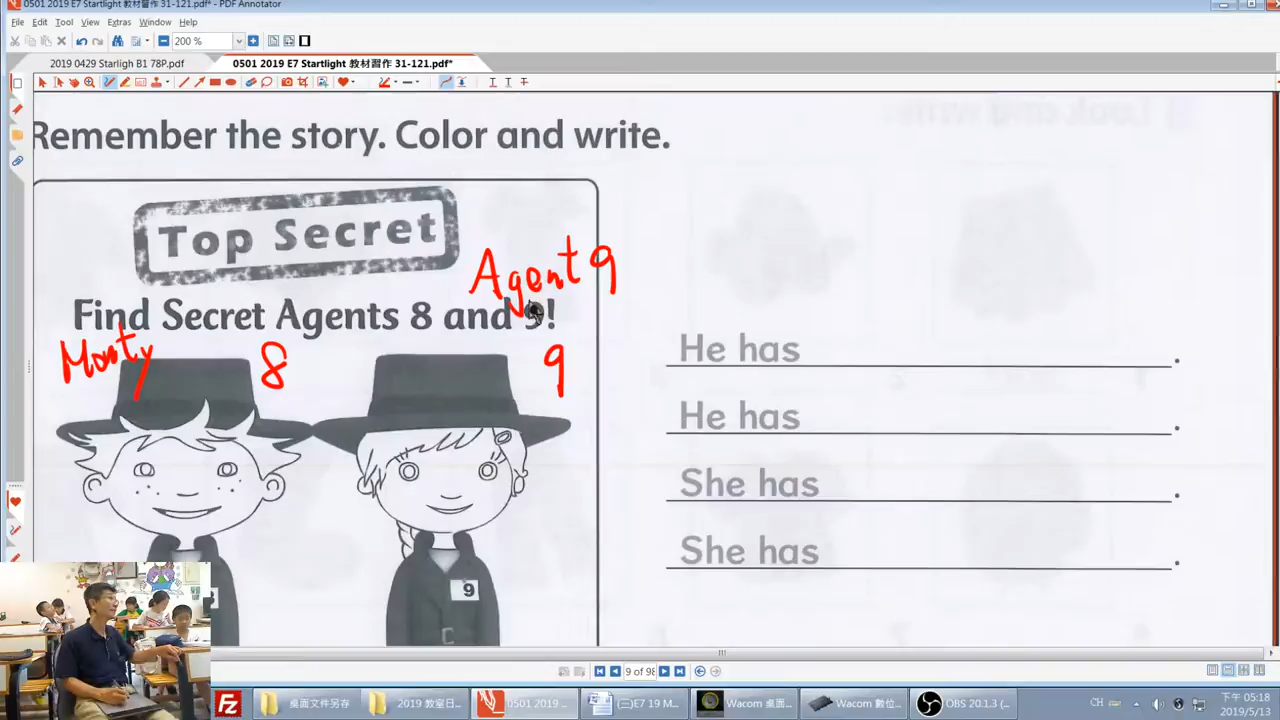 0501 2019 E7 Startlight 教材習作 31-121.pdf* - PDF Annotator
File Edit Tool View Extras Window Help
200 %
2019 0429 Starligh B1 78P.pdf
0501 2019 E7 Startlight 教材習作 31-121.pdf*
Remember the story. Color and write.
Top Secret
Agent 9
Find Secret Agents 8 and 9!
Monty 8 9
He has .
He has .
She has .
She has .
9
9 of 98
桌面文件另存
2019 教室日...
0501 2019 ...
(三)E7 19 M...
Wacom 桌面...
Wacom 數位...
OBS 20.1.3 (...
CH
下午 05:18
2019/5/13